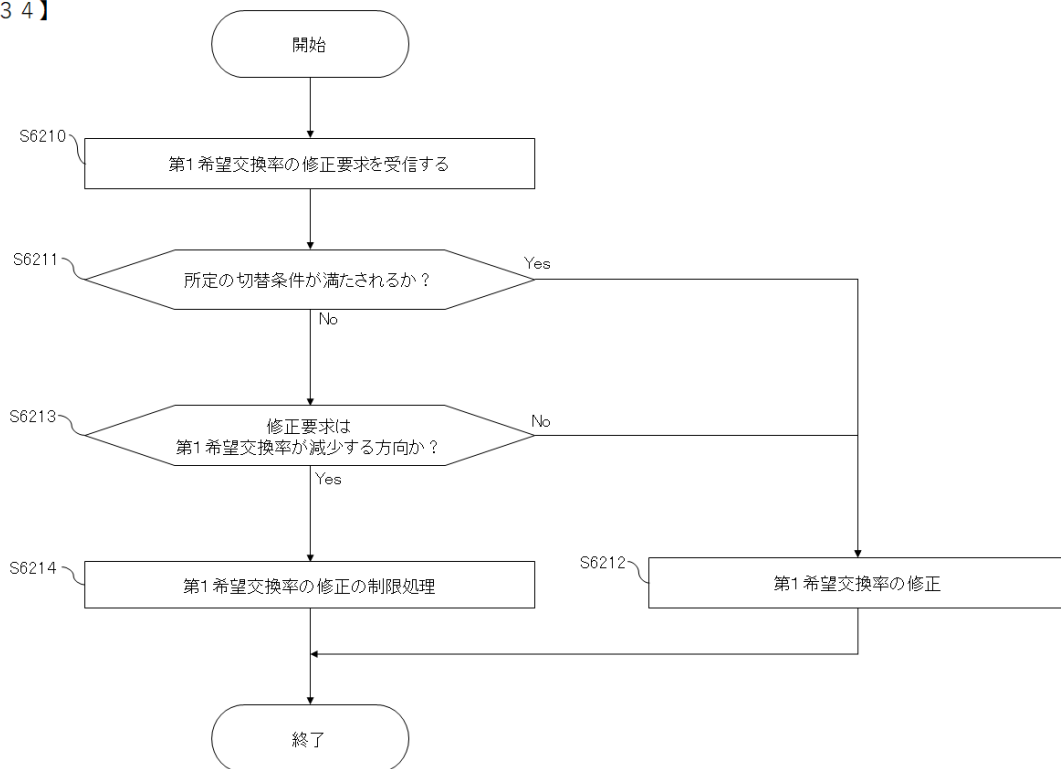 ３４】
開始
S6210
第1希望交換率の修正要求を受信する
S6211
所定の切替条件が満たされるか？
Yes
No
S6213
修正要求は
第1希望交換率が減少する方向か？
No
Yes
S6214
第1希望交換率の修正の制限処理
S6212
第1希望交換率の修正
終了